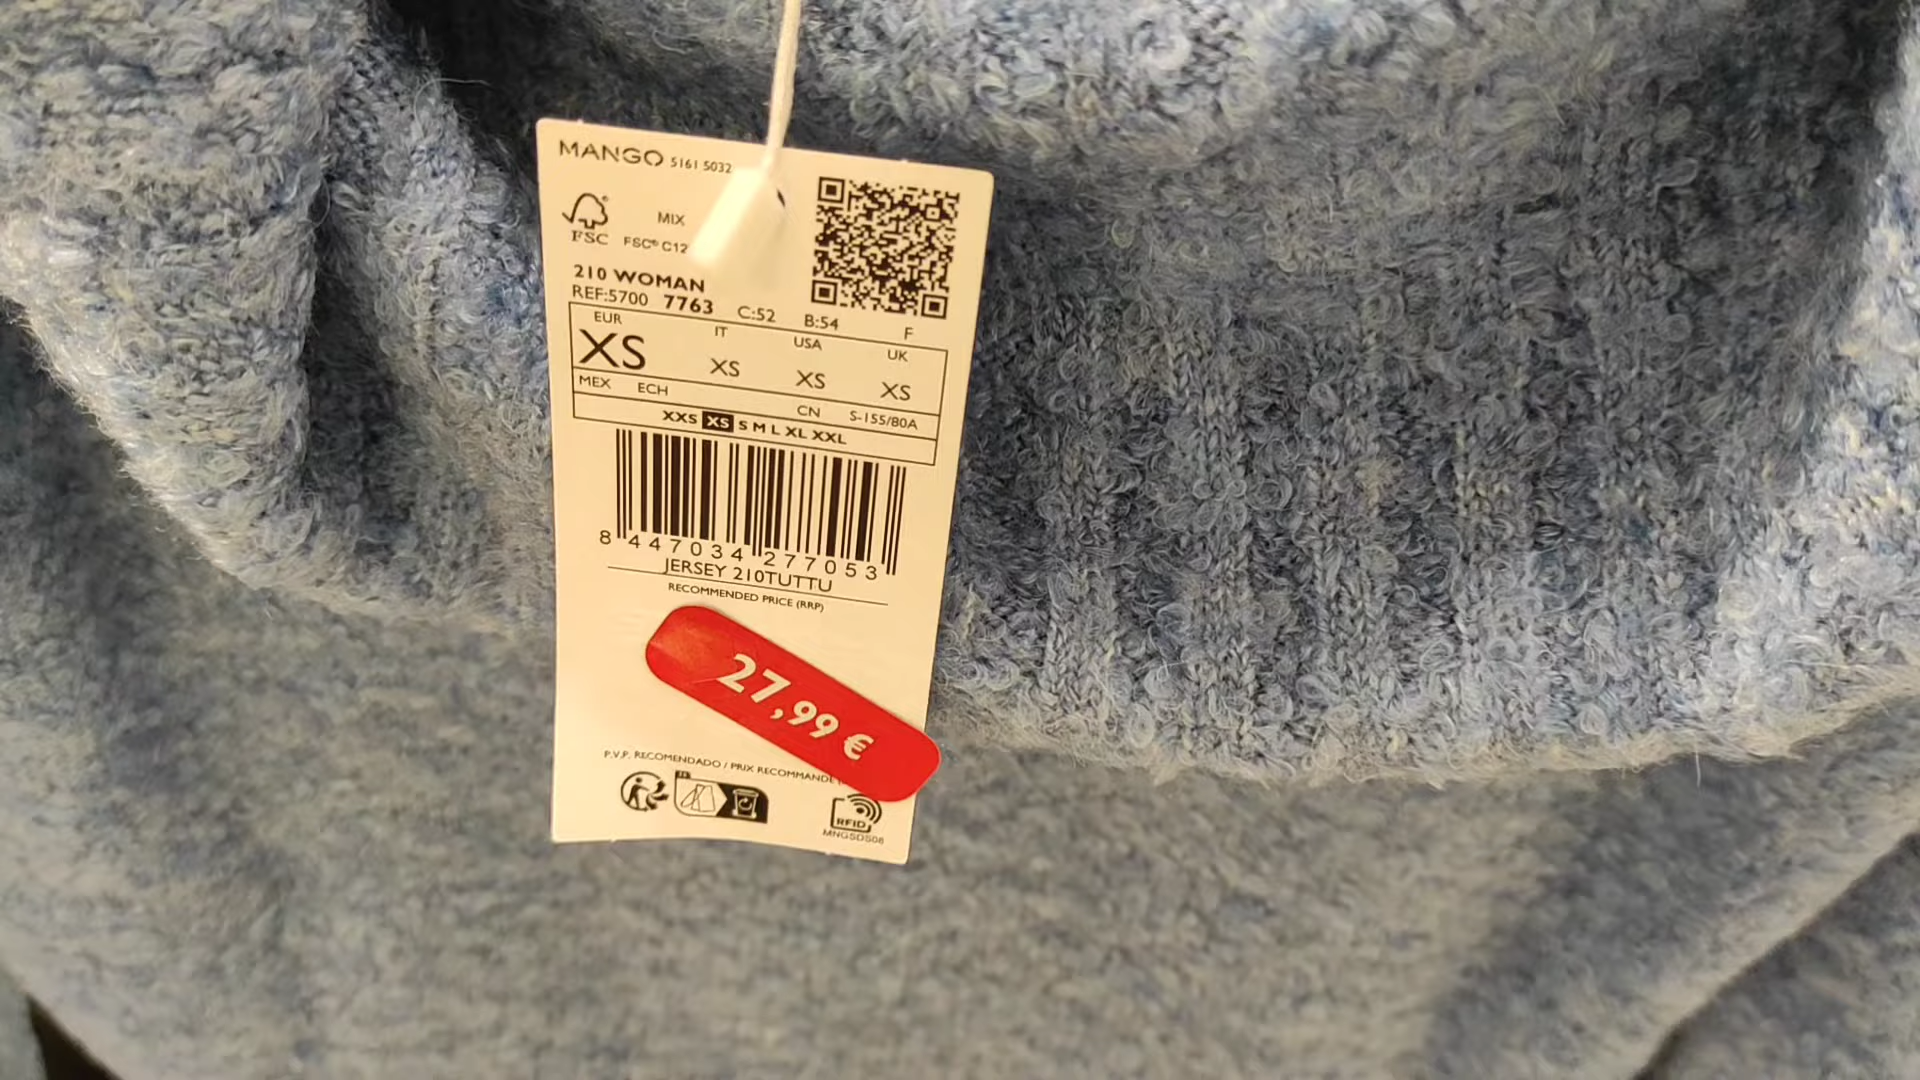 MANGO 5161 5032
FSC
MIX
FSC® C12
210 WOMAN
REF:5700 7763 C:52 B:54 F
EUR IT USA UK
XS XS XS XS
MEX ECH CN S-155/80A
XXS XS S M L XL XXL
8 447034 277053
JERSEY 210TUTTU
RECOMMENDED PRICE (RRP)
27,99 €
P.V.P. RECOMENDADO / PRIX RECOMMANDÉ
RFID
MNGSDS08